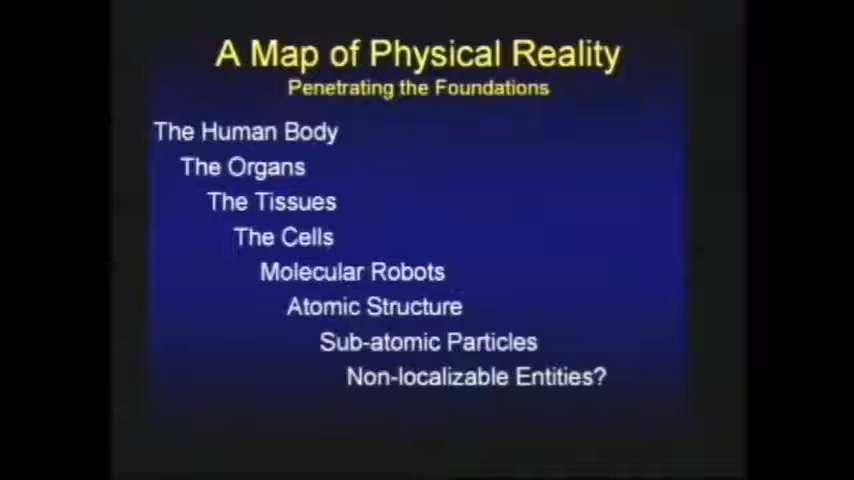 A Map of Physical Reality
Penetrating the Foundations
The Human Body
The Organs
The Tissues
The Cells
Molecular Robots
Atomic Structure
Sub-atomic Particles
Non-localizable Entities?